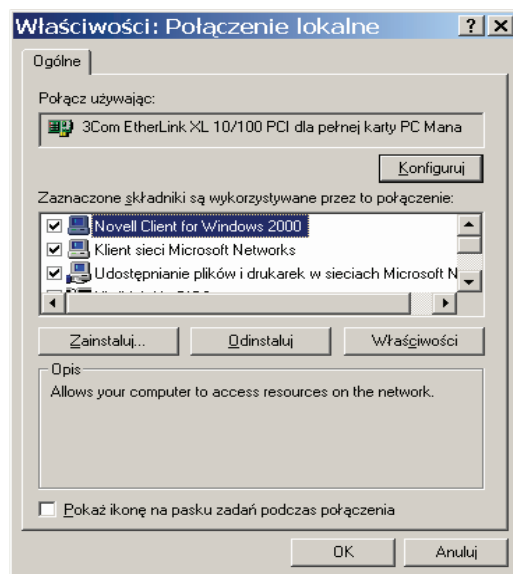 Właściwości: Połączenie lokalne
Ogólne
Połącz używając:
3Com EtherLink XL 10/100 PCI dla pełnej karty PC Mana
Konfiguruj
Zaznaczone składniki są wykorzystywane przez to połączenie:
Novell Client for Windows 2000
Klient sieci Microsoft Networks
Udostępnianie plików i drukarek w sieciach Microsoft N
Zainstaluj... Odinstaluj Właściwości
Opis
Allows your computer to access resources on the network.
Pokaż ikonę na pasku zadań podczas połączenia
OK Anuluj